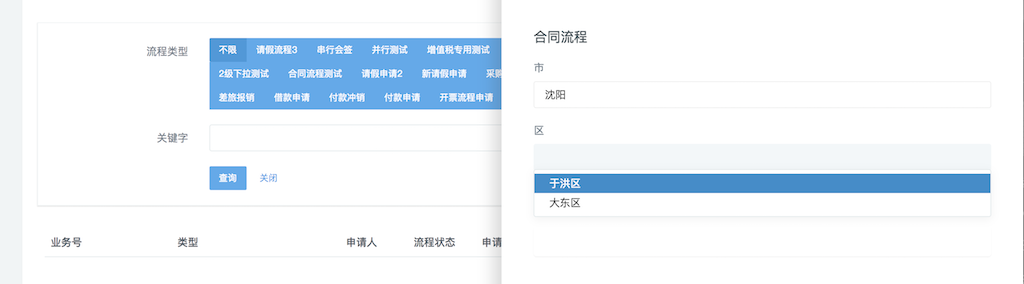 流程类型
不限 请假流程3 串行会签 并行测试 增值税专用测试
2级下拉测试 合同流程测试 请假申请2 新请假申请 采购
差旅报销 借款申请 付款冲销 付款申请 开票流程申请
关键字
查询 关闭
业务号 类型 申请人 流程状态 申请
合同流程
市
沈阳
区
于洪区
大东区